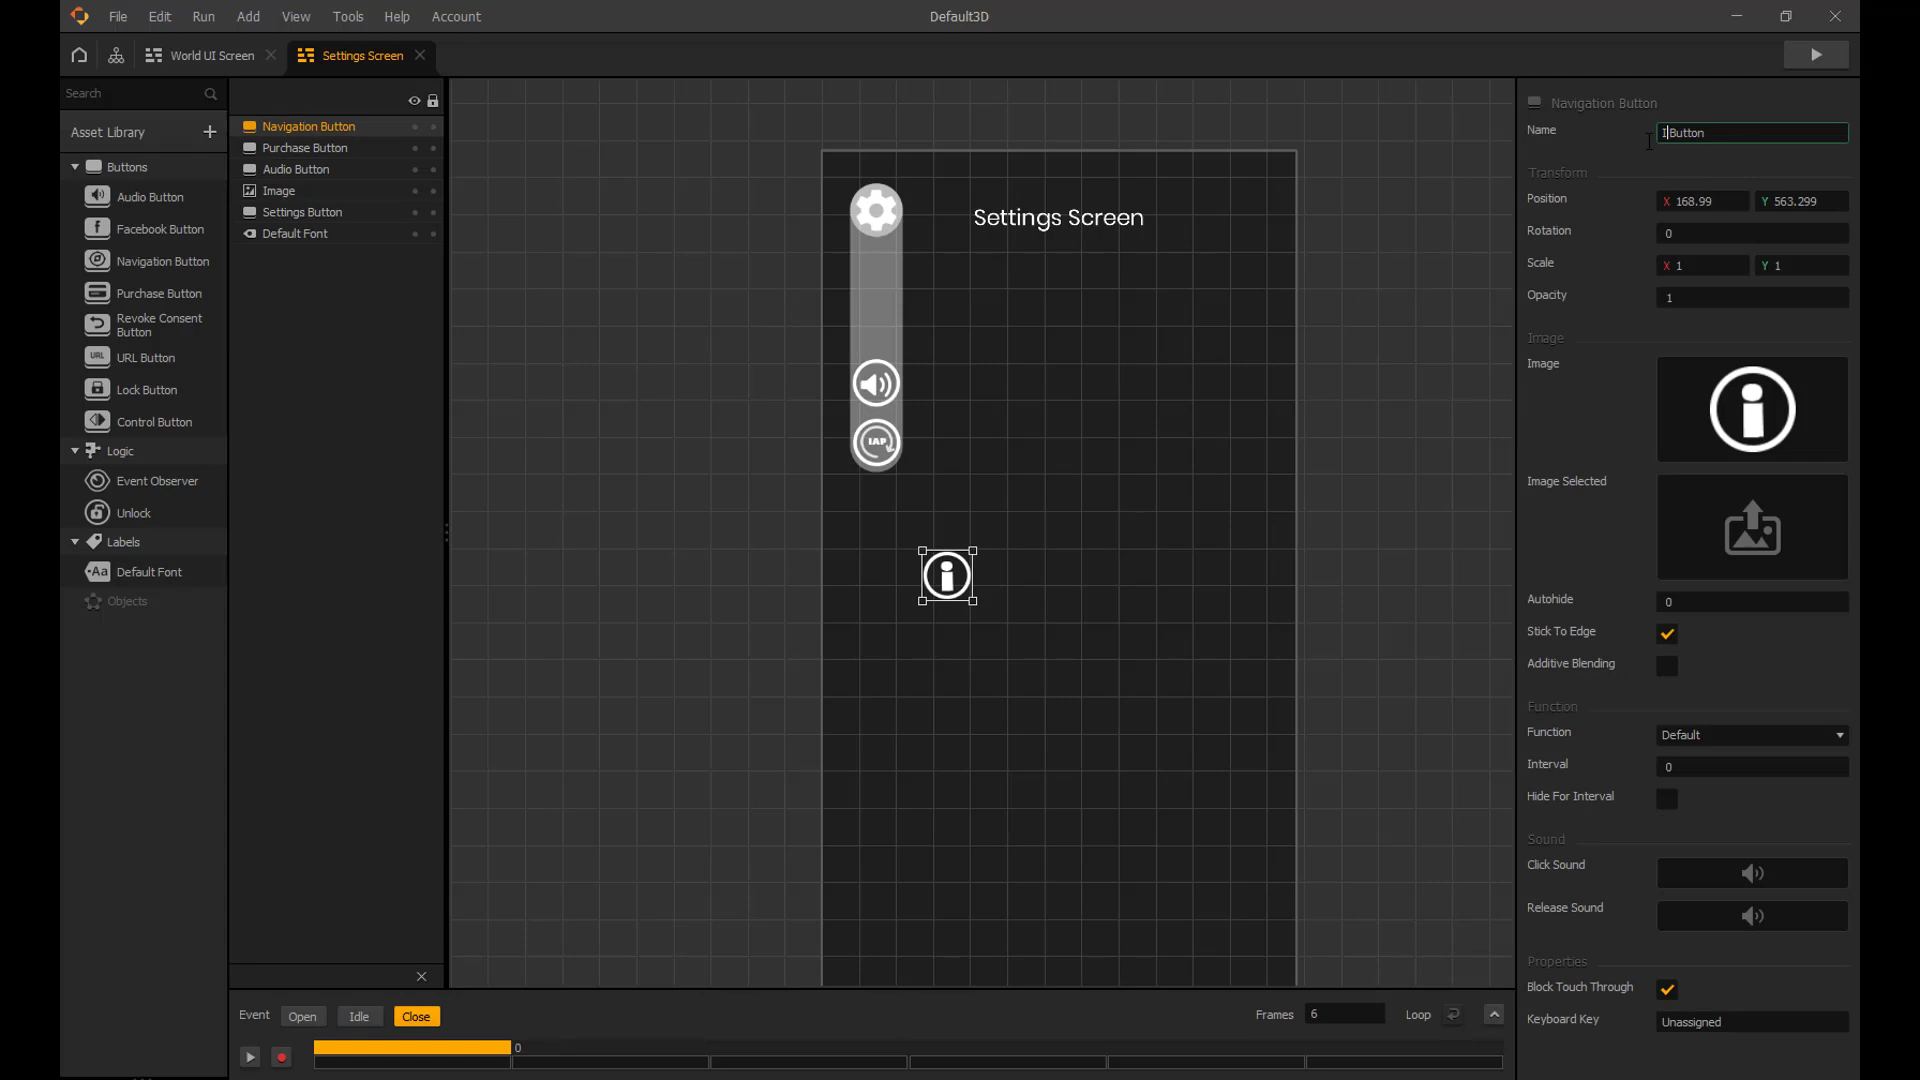 File Edit View Run Add View Tools Help Account
Default3D
World UI Screen
Settings Screen
Search
Asset Library
Buttons
Audio Button
Facebook Button
Navigation Button
Purchase Button
Revoke Consent
Button
URL
URL Button
Lock Button
Control Button
Logic
Event Observer
Unlock
Labels
Aa
Default Font
Objects
Navigation Button
Purchase Button
Audio Button
Image
Settings Button
Default Font
Settings Screen
IAP
Navigation Button
Name
IButton
Transform
Position
X 168.99
Y 563.299
Rotation
0
Scale
X 1
Y 1
Opacity
1
Image
Image
Image Selected
Autohide
0
Stick To Edge
Additive Blending
Function
Function
Default
Interval
0
Hide For Interval
Sound
Click Sound
Release Sound
Properties
Block Touch Through
Keyboard Key
Unassigned
Event Open Idle Close
Frames 6
Loop
0